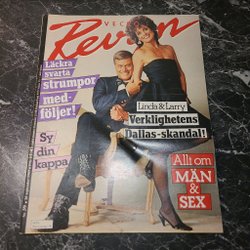 VECKO
Revyn
Läckra
svarta
strumpor
med-
följer!
Sy
din
kappa
Linda & Larry
Verklighetens
Dallas-skandal!
Allt om
MÄN
& SEX